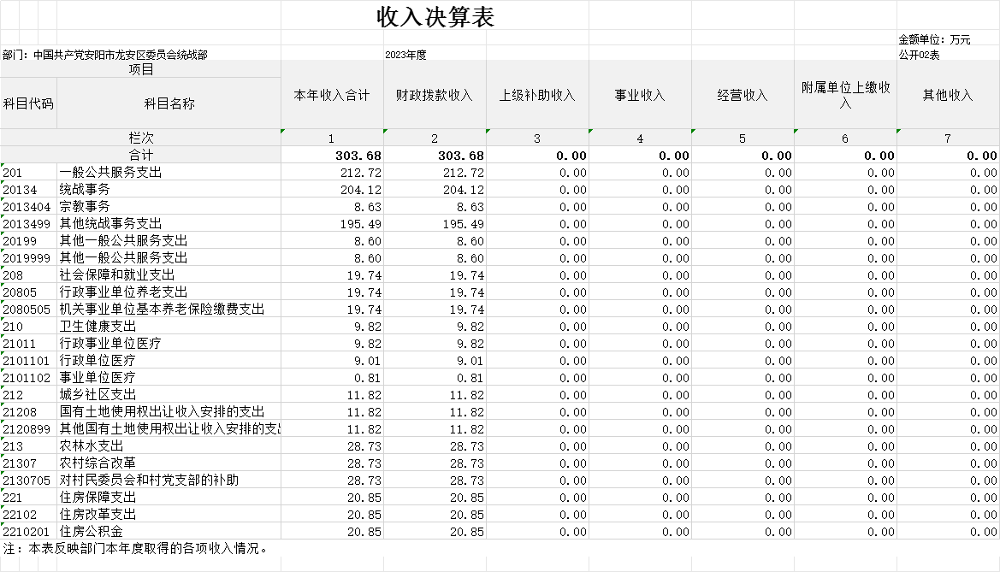 收入决算表
金额单位：万元
部门：中国共产党安阳市龙安区委员会统战部 2023年度 公开02表
项目 本年收入合计 财政拨款收入 上级补助收入 事业收入 经营收入 附属单位上缴收入 其他收入
科目代码 科目名称
栏次 1 2 3 4 5 6 7
合计 303.68 303.68 0.00 0.00 0.00 0.00 0.00
201 一般公共服务支出 212.72 212.72 0.00 0.00 0.00 0.00 0.00
20134 统战事务 204.12 204.12 0.00 0.00 0.00 0.00 0.00
2013404 宗教事务 8.63 8.63 0.00 0.00 0.00 0.00 0.00
2013499 其他统战事务支出 195.49 195.49 0.00 0.00 0.00 0.00 0.00
20199 其他一般公共服务支出 8.60 8.60 0.00 0.00 0.00 0.00 0.00
2019999 其他一般公共服务支出 8.60 8.60 0.00 0.00 0.00 0.00 0.00
208 社会保障和就业支出 19.74 19.74 0.00 0.00 0.00 0.00 0.00
20805 行政事业单位养老支出 19.74 19.74 0.00 0.00 0.00 0.00 0.00
2080505 机关事业单位基本养老保险缴费支出 19.74 19.74 0.00 0.00 0.00 0.00 0.00
210 卫生健康支出 9.82 9.82 0.00 0.00 0.00 0.00 0.00
21011 行政事业单位医疗 9.82 9.82 0.00 0.00 0.00 0.00 0.00
2101101 行政单位医疗 9.01 9.01 0.00 0.00 0.00 0.00 0.00
2101102 事业单位医疗 0.81 0.81 0.00 0.00 0.00 0.00 0.00
212 城乡社区支出 11.82 11.82 0.00 0.00 0.00 0.00 0.00
21208 国有土地使用权出让收入安排的支出 11.82 11.82 0.00 0.00 0.00 0.00 0.00
2120899 其他国有土地使用权出让收入安排的支出 11.82 11.82 0.00 0.00 0.00 0.00 0.00
213 农林水支出 28.73 28.73 0.00 0.00 0.00 0.00 0.00
21307 农村综合改革 28.73 28.73 0.00 0.00 0.00 0.00 0.00
2130705 对村民委员会和村党支部的补助 28.73 28.73 0.00 0.00 0.00 0.00 0.00
221 住房保障支出 20.85 20.85 0.00 0.00 0.00 0.00 0.00
22102 住房改革支出 20.85 20.85 0.00 0.00 0.00 0.00 0.00
2210201 住房公积金 20.85 20.85 0.00 0.00 0.00 0.00 0.00
注：本表反映部门本年度取得的各项收入情况。